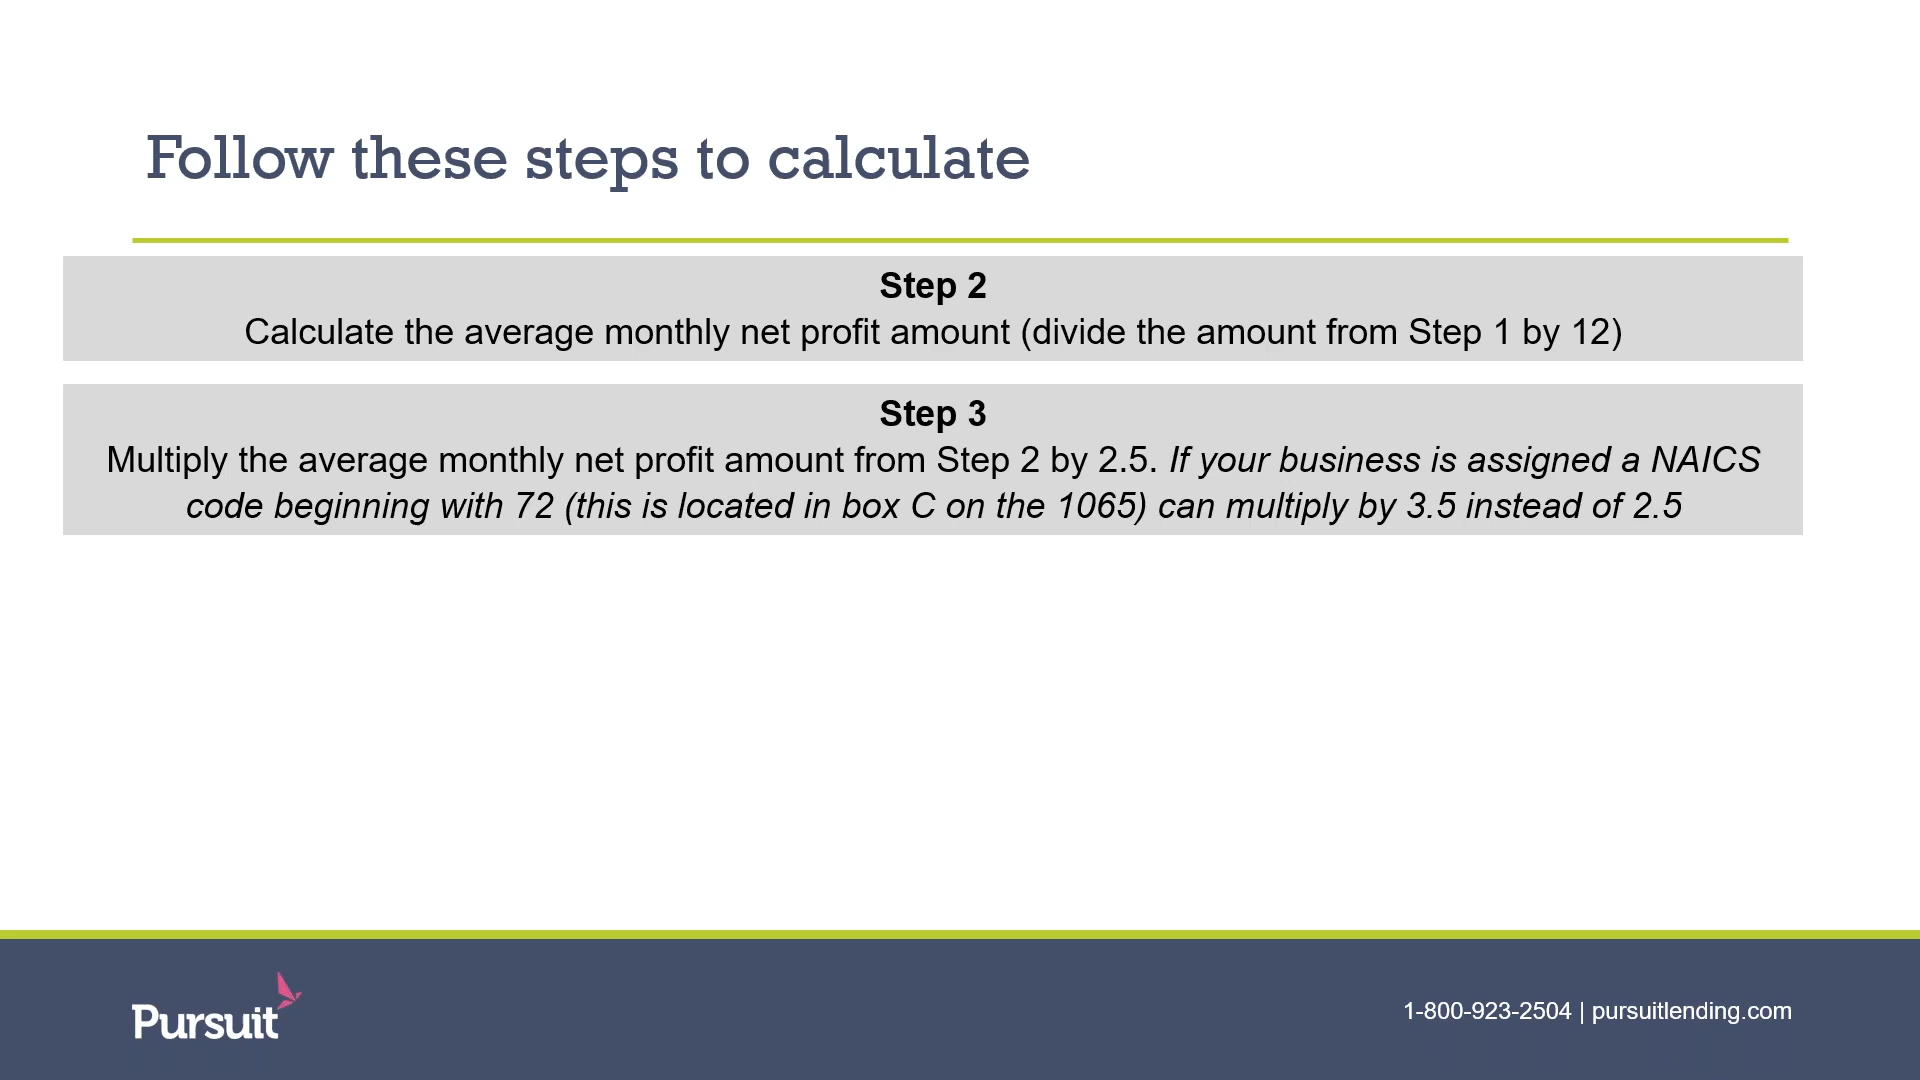 Follow these steps to calculate
Step 2
Calculate the average monthly net profit amount (divide the amount from Step 1 by 12)
Step 3
Multiply the average monthly net profit amount from Step 2 by 2.5. If your business is assigned a NAICS
code beginning with 72 (this is located in box C on the 1065) can multiply by 3.5 instead of 2.5
Pursuit
1-800-923-2504 | pursuitlending.com